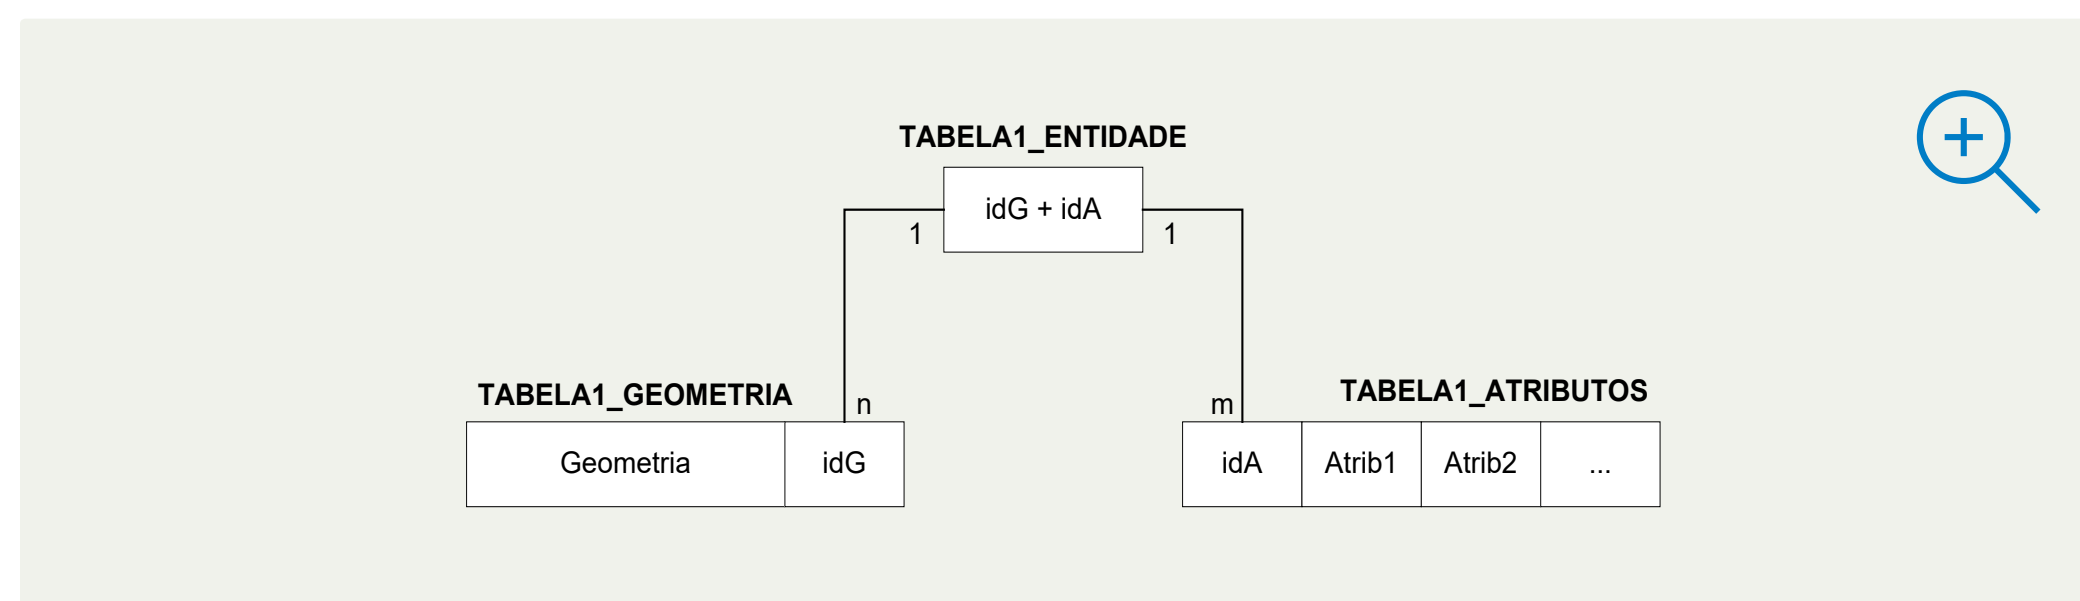 TABELA1_ENTIDADE
idG + idA
1
1
TABELA1_GEOMETRIA
n
m
TABELA1_ATRIBUTOS
Geometria
idG
idA
Atrib1
Atrib2
...